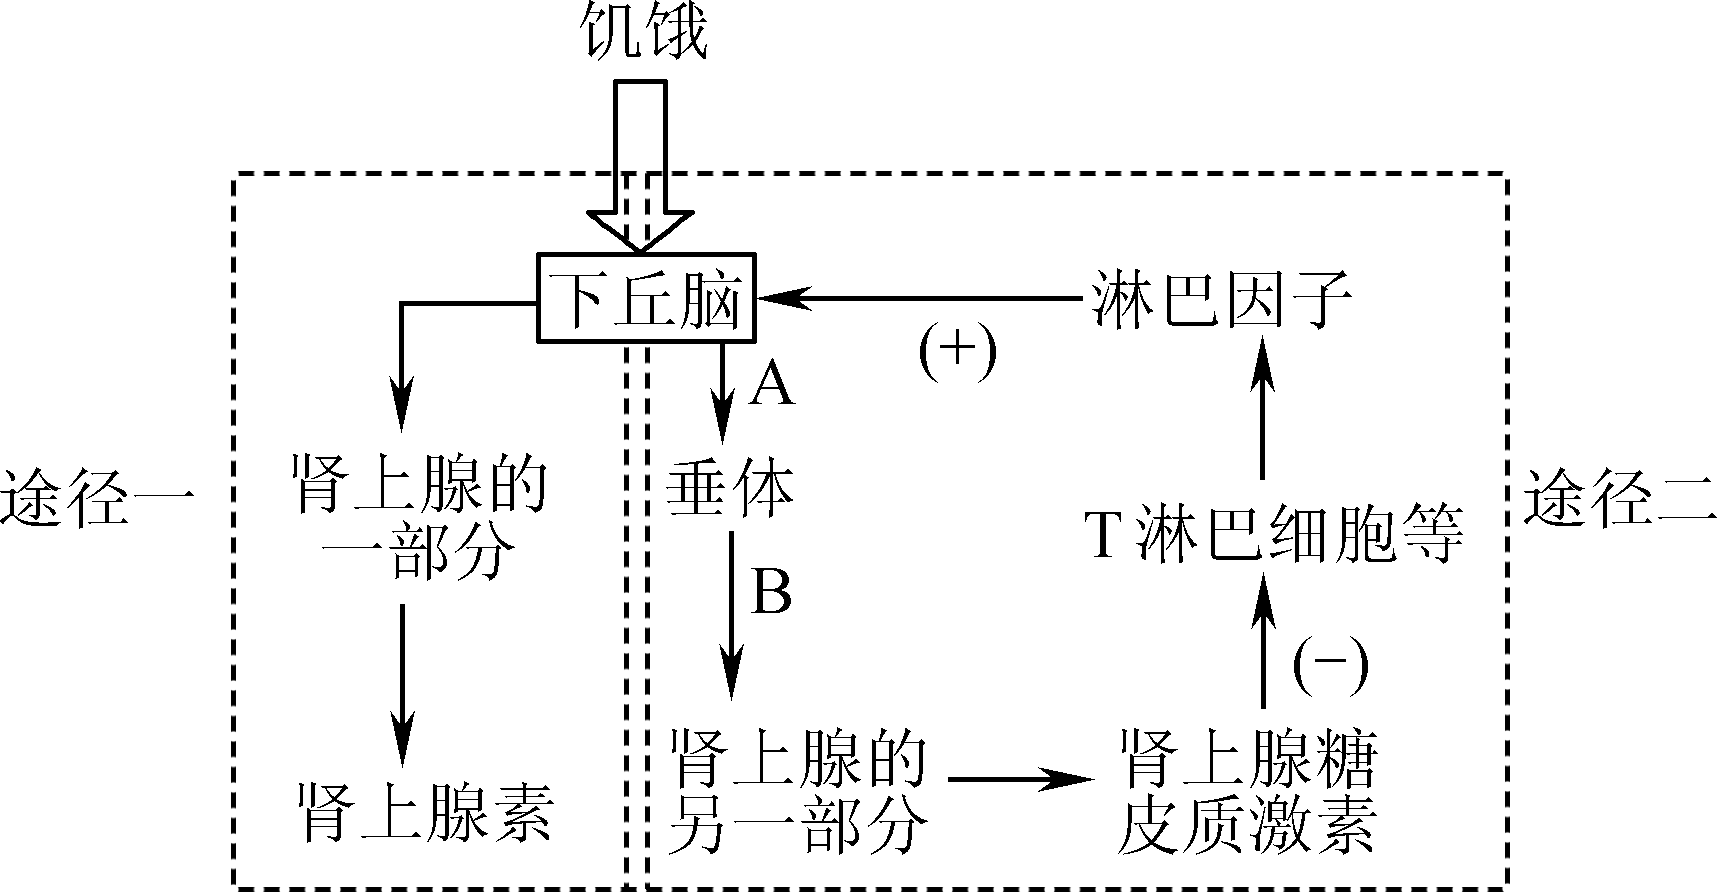 饥饿
下丘脑
淋巴因子
(+)
A
肾上腺的
一部分
垂体
途径一
T 淋巴细胞等
途径二
B
(−)
肾上腺素
肾上腺的
另一部分
肾上腺糖
皮质激素